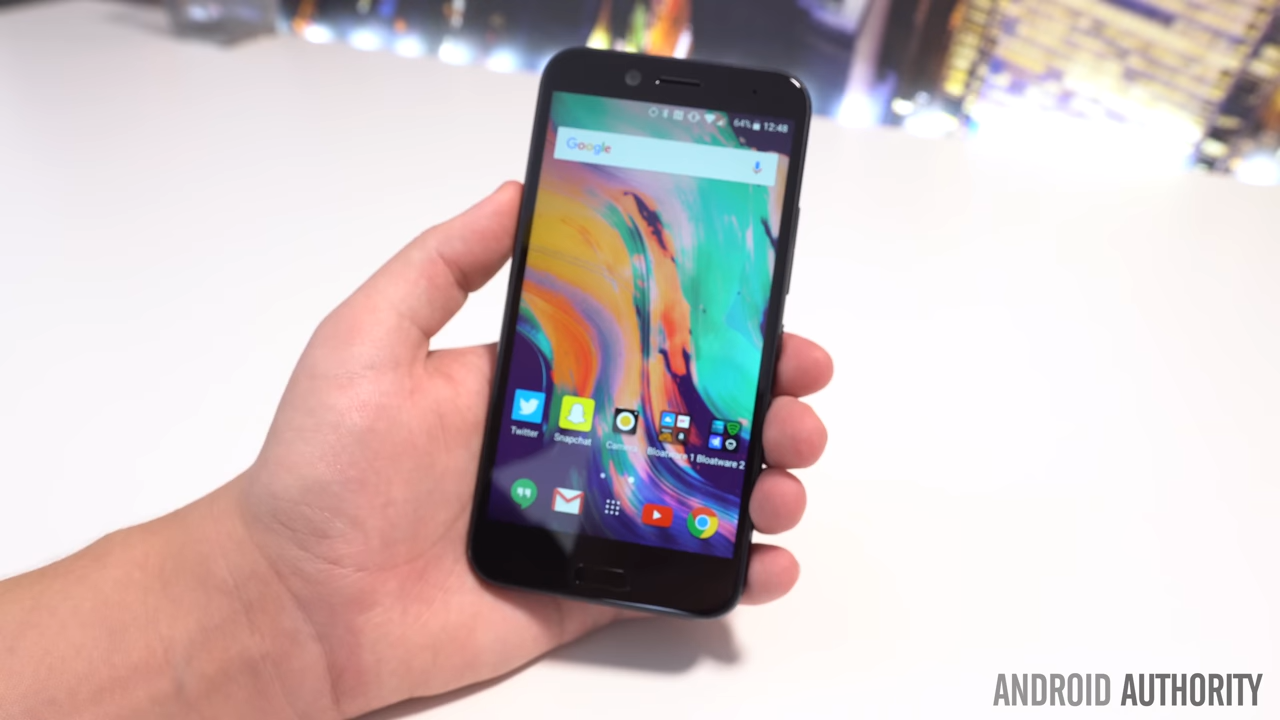 64% 12:48
Google
Twitter
Snapchat
Camera
Bloatware 1 Bloatware 2
ANDROID AUTHORITY